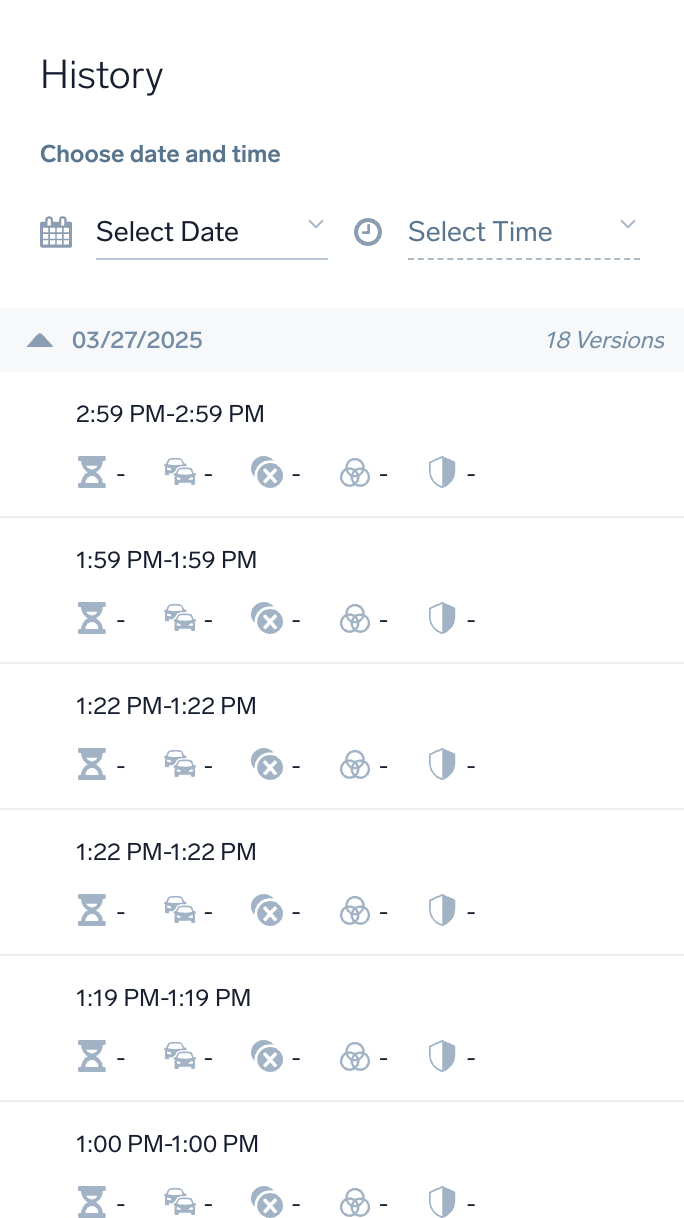 History
Choose date and time
Select Date Select Time
03/27/2025 18 Versions
2:59 PM-2:59 PM
- - - - -
1:59 PM-1:59 PM
- - - - -
1:22 PM-1:22 PM
- - - - -
1:22 PM-1:22 PM
- - - - -
1:19 PM-1:19 PM
- - - - -
1:00 PM-1:00 PM
- - - - -